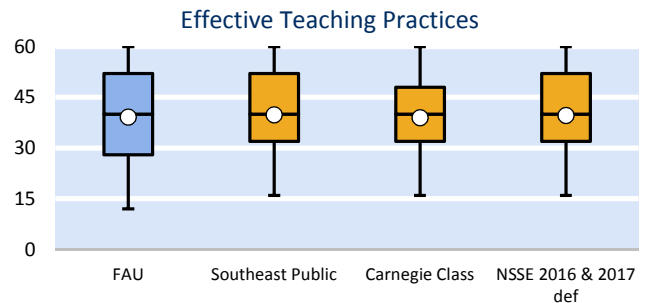 Effective Teaching Practices
60
45
30
15
0
FAU
Southeast Public
Carnegie Class
NSSE 2016 & 2017
def